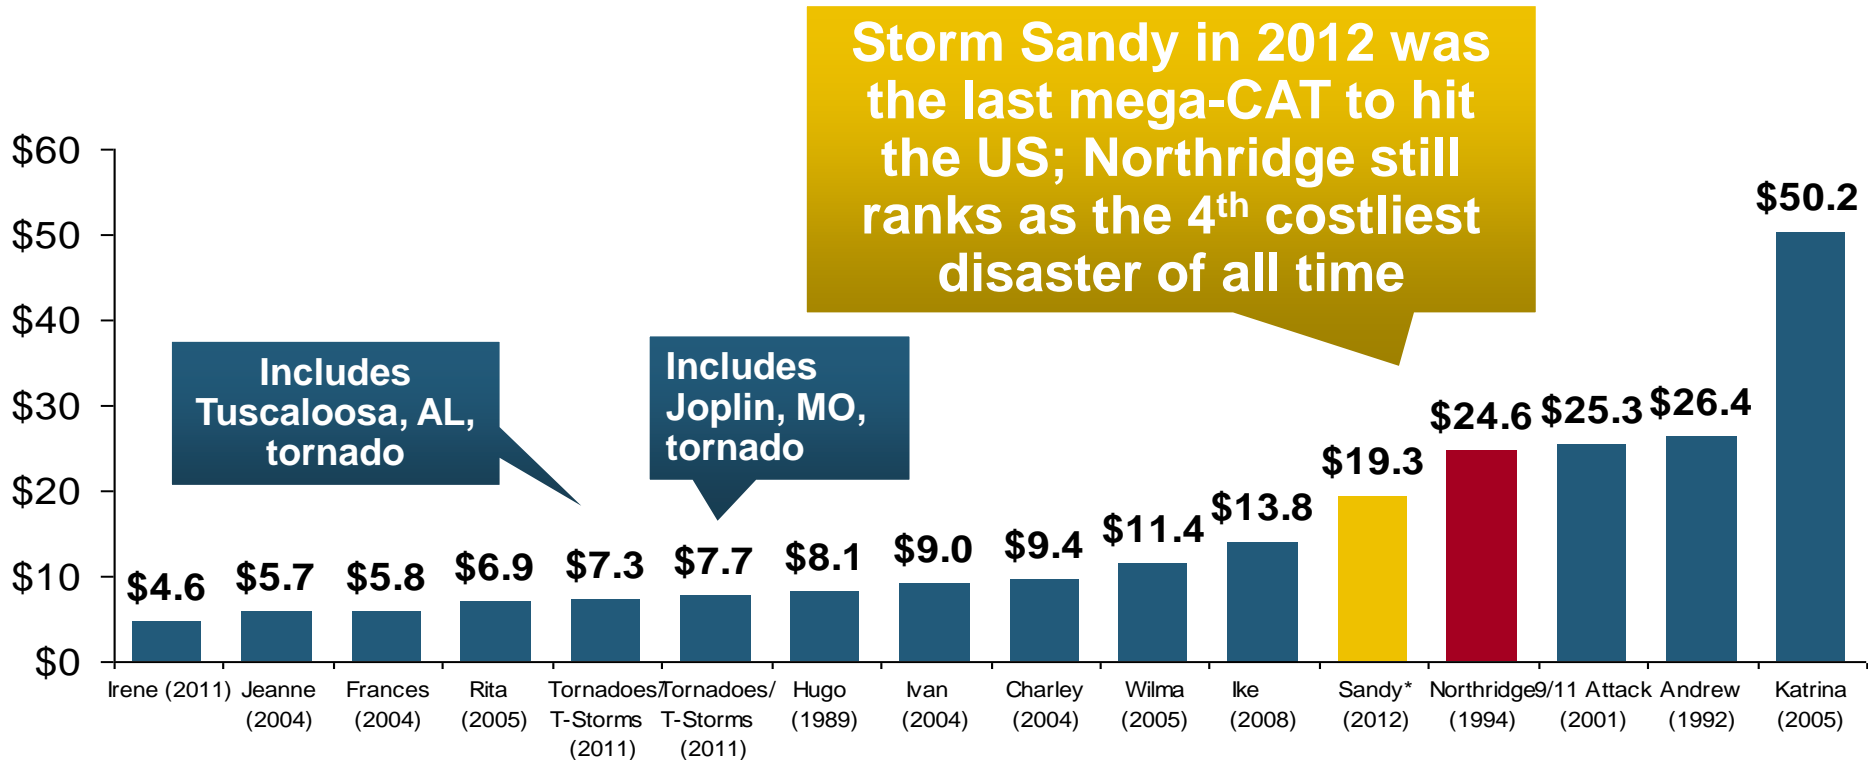 Storm Sandy in 2012 was
the last mega-CAT to hit
the US; Northridge still
ranks as the 4th costliest
disaster of all time
$60
$50
$40
$30
$20
$10
$0
Includes
Tuscaloosa, AL,
tornado
Includes
Joplin, MO,
tornado
$4.6
$5.7
$5.8
$6.9
$7.3
$7.7
$8.1
$9.0
$9.4
$11.4
$13.8
$19.3
$24.6
$25.3
$26.4
$50.2
Irene (2011)
Jeanne
(2004)
Frances
(2004)
Rita
(2005)
Tornadoes/
T-Storms
(2011)
Tornadoes/
T-Storms
(2011)
Hugo
(1989)
Ivan
(2004)
Charley
(2004)
Wilma
(2005)
Ike
(2008)
Sandy*
(2012)
Northridge
(1994)
9/11 Attack
(2001)
Andrew
(1992)
Katrina
(2005)